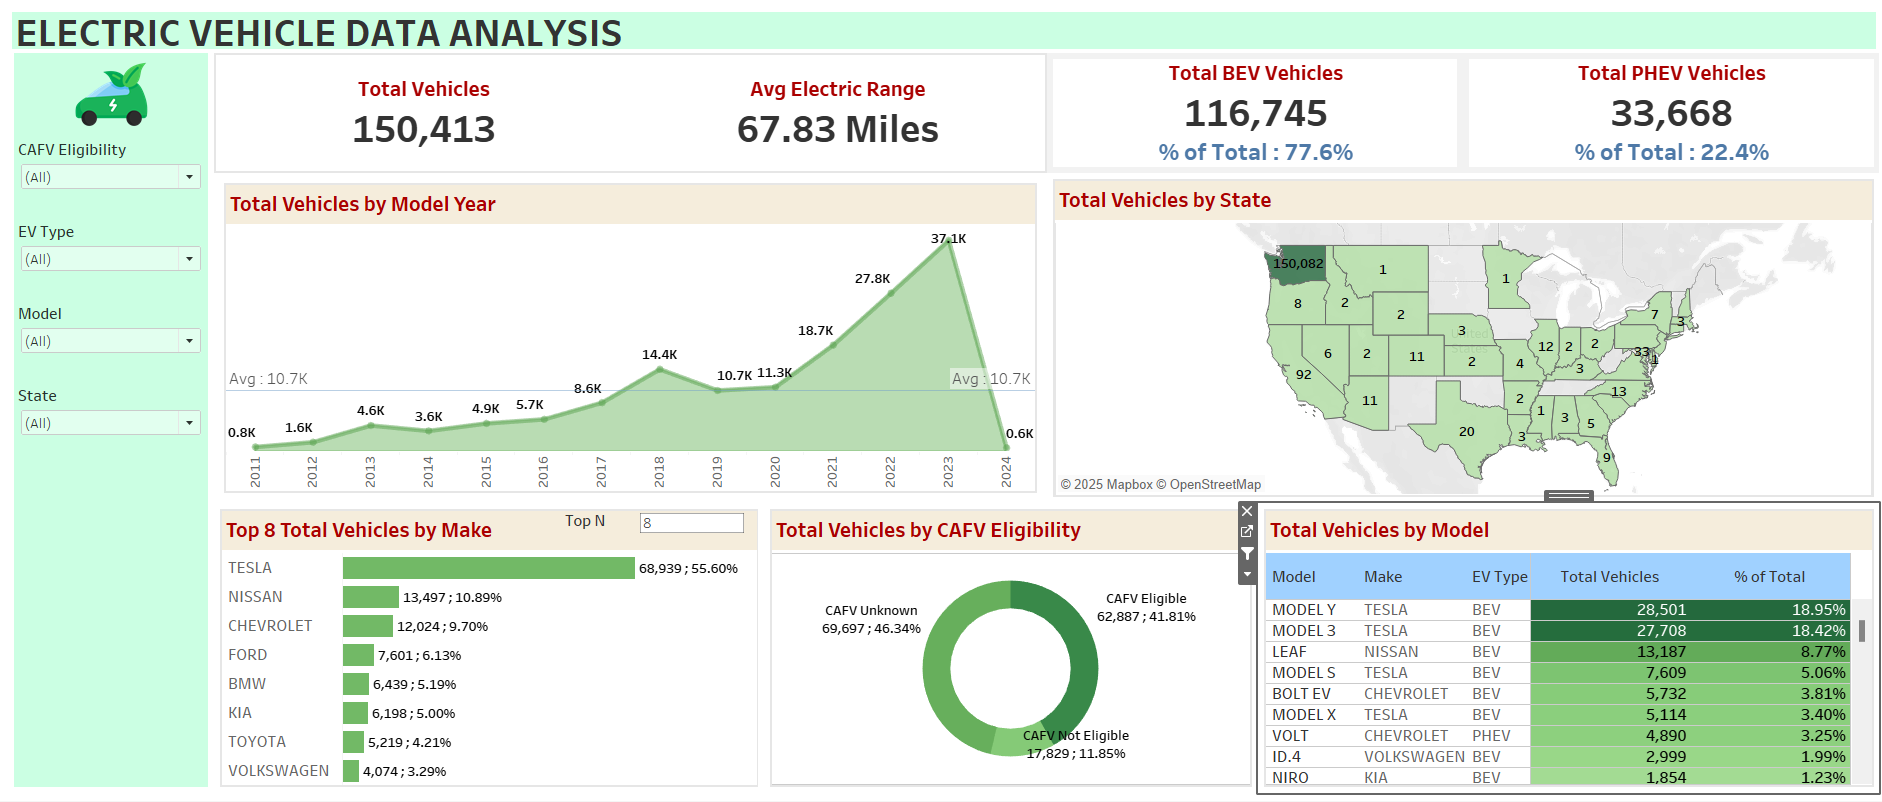 ELECTRIC VEHICLE DATA ANALYSIS
CAFV Eligibility
(All)
EV Type
(All)
Model
(All)
State
(All)
Total Vehicles
150,413
Avg Electric Range
67.83 Miles
Total BEV Vehicles
116,745
% of Total : 77.6%
Total PHEV Vehicles
33,668
% of Total : 22.4%
Total Vehicles by Model Year
37.1K
27.8K
18.7K
14.4K
10.7K
11.3K
8.6K
5.7K
4.9K
3.6K
4.6K
1.6K
0.8K
0.6K
Avg : 10.7K
Avg : 10.7K
2011
2012
2013
2014
2015
2016
2017
2018
2019
2020
2021
2022
2023
2024
Total Vehicles by State
150,082
1
1
8
2
2
3
7
3
United
States
6
2
11
2
4
12
2
2
33
1
3
92
11
2
13
1
3
5
20
3
9
© 2025 Mapbox © OpenStreetMap
Top 8 Total Vehicles by Make
Top N
8
TESLA 68,939 ; 55.60%
NISSAN 13,497 ; 10.89%
CHEVROLET 12,024 ; 9.70%
FORD 7,601 ; 6.13%
BMW 6,439 ; 5.19%
KIA 6,198 ; 5.00%
TOYOTA 5,219 ; 4.21%
VOLKSWAGEN 4,074 ; 3.29%
Total Vehicles by CAFV Eligibility
CAFV Unknown
69,697 ; 46.34%
CAFV Eligible
62,887 ; 41.81%
CAFV Not Eligible
17,829 ; 11.85%
Total Vehicles by Model
Model Make EV Type Total Vehicles % of Total
MODEL Y TESLA BEV 28,501 18.95%
MODEL 3 TESLA BEV 27,708 18.42%
LEAF NISSAN BEV 13,187 8.77%
MODEL S TESLA BEV 7,609 5.06%
BOLT EV CHEVROLET BEV 5,732 3.81%
MODEL X TESLA BEV 5,114 3.40%
VOLT CHEVROLET PHEV 4,890 3.25%
ID.4 VOLKSWAGEN BEV 2,999 1.99%
NIRO KIA BEV 1,854 1.23%